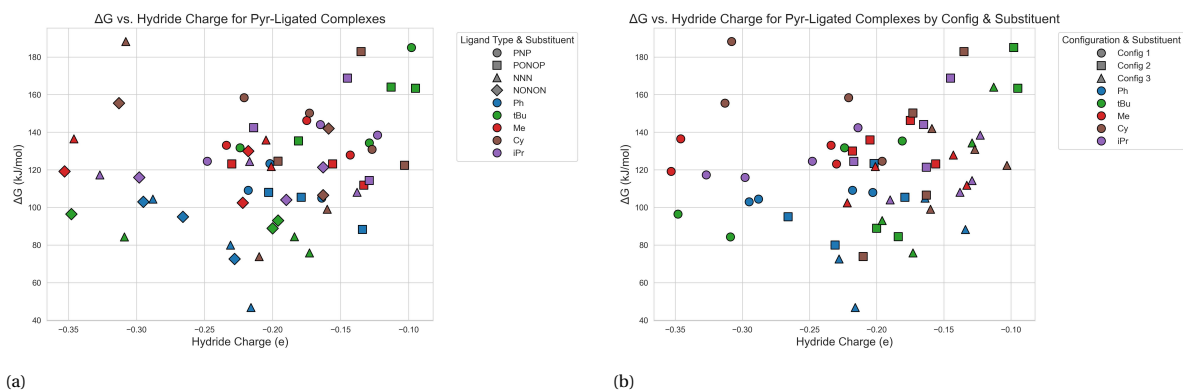 ΔG vs. Hydride Charge for Pyr-Ligated Complexes
ΔG (kJ/mol)
180
160
140
120
100
80
60
40
−0.35
−0.30
−0.25
−0.20
−0.15
−0.10
Hydride Charge (e)
Ligand Type & Substituent
PNP
PONOP
NNN
NONON
Ph
tBu
Me
Cy
iPr
(a)
ΔG vs. Hydride Charge for Pyr-Ligated Complexes by Config & Substituent
ΔG (kJ/mol)
180
160
140
120
100
80
60
40
−0.35
−0.30
−0.25
−0.20
−0.15
−0.10
Hydride Charge (e)
Configuration & Substituent
Config 1
Config 2
Config 3
Ph
tBu
Me
Cy
iPr
(b)